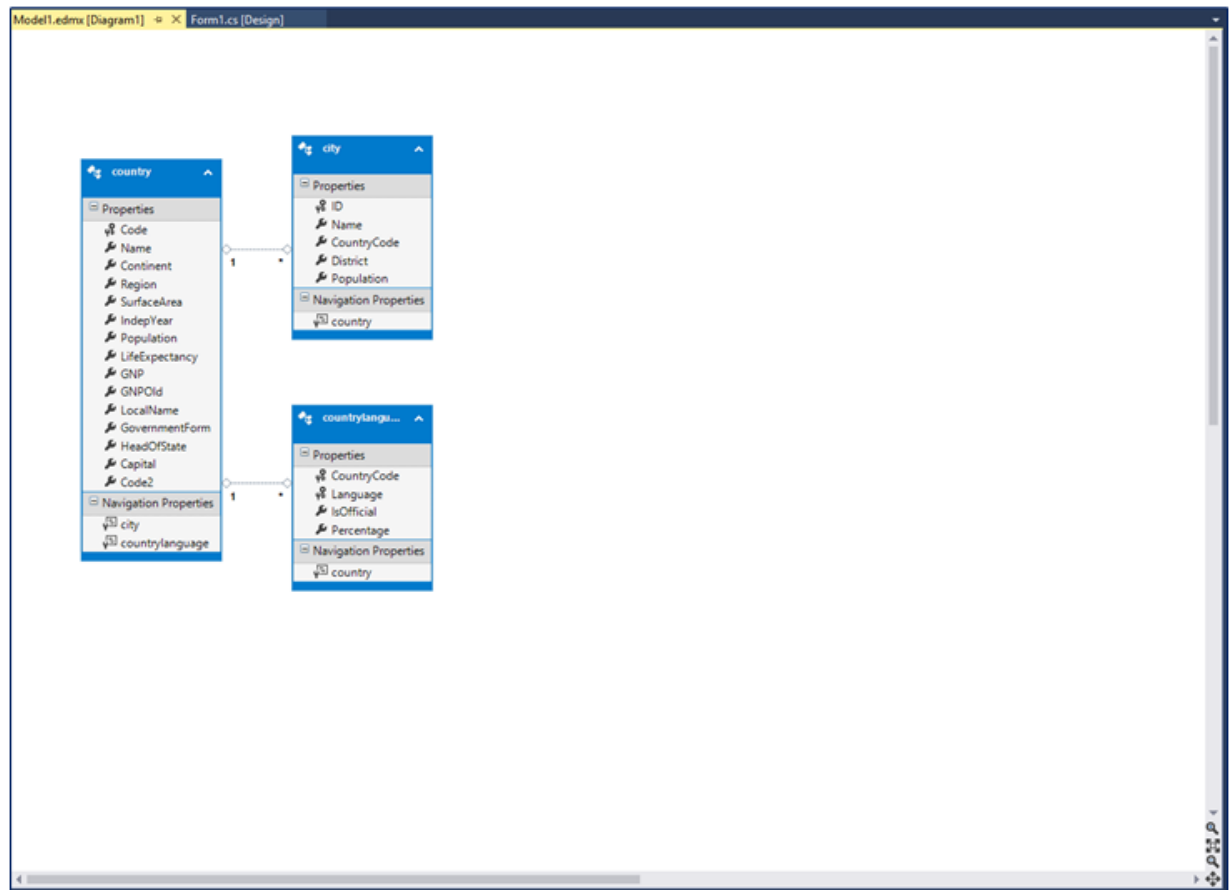 Model1.edmx [Diagram1]
Form1.cs [Design]
country
Properties
Code
Name
Continent
Region
SurfaceArea
IndepYear
Population
LifeExpectancy
GNP
GNPOld
LocalName
GovernmentForm
HeadOfState
Capital
Code2
Navigation Properties
city
countrylanguage
1 *
1 *
city
Properties
ID
Name
CountryCode
District
Population
Navigation Properties
country
countrylangu...
Properties
CountryCode
Language
IsOfficial
Percentage
Navigation Properties
country